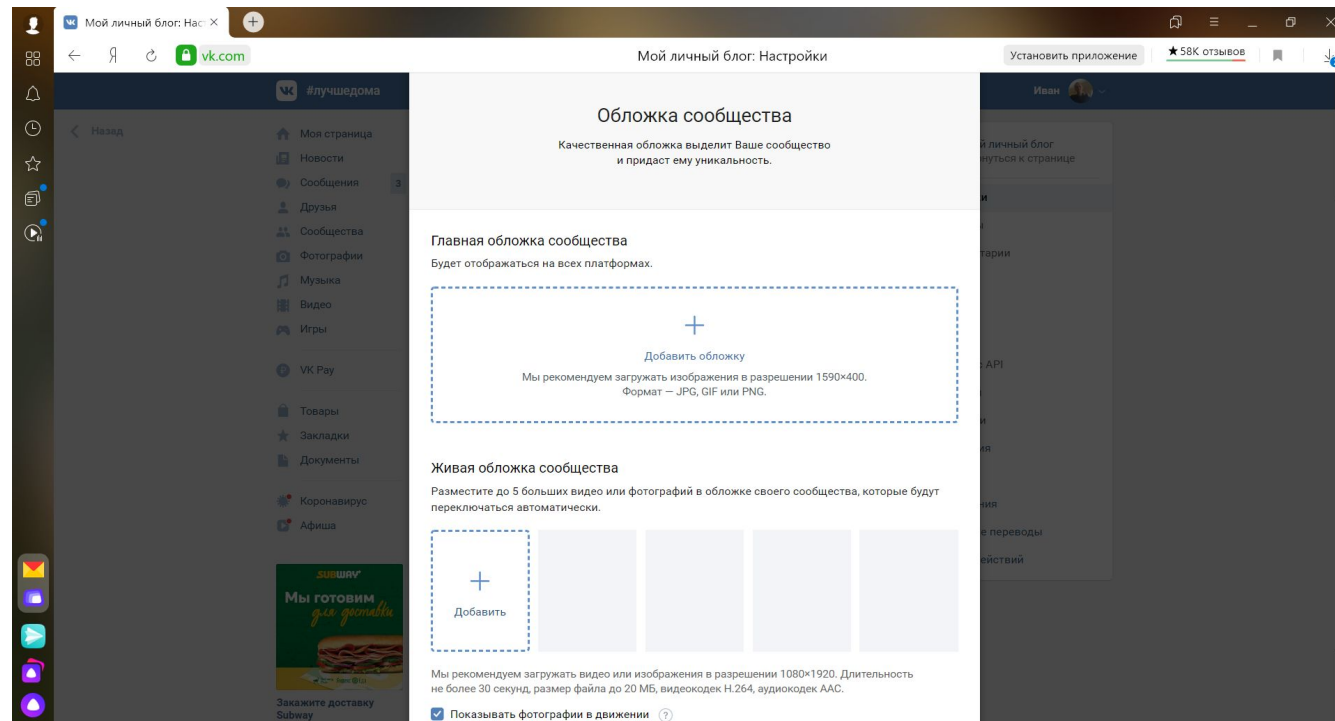 Мой личный блог: Нас
vk.com
Мой личный блог: Настройки
Установить приложение
★ 58К отзывов
#лучшедома
Иван
Назад
Моя страница
Новости
Сообщения 3
Друзья
Сообщества
Фотографии
Музыка
Видео
Игры
VK Pay
Товары
Закладки
Документы
Коронавирус
Афиша
SUBWAY
Мы готовим
для доставки
Закажите доставку
Subway
Обложка сообщества
Качественная обложка выделит Ваше сообщество
и придаст ему уникальность.
Главная обложка сообщества
Будет отображаться на всех платформах.
Добавить обложку
Мы рекомендуем загружать изображения в разрешении 1590×400.
Формат — JPG, GIF или PNG.
Живая обложка сообщества
Разместите до 5 больших видео или фотографий в обложке своего сообщества, которые будут
переключаться автоматически.
Добавить
Мы рекомендуем загружать видео или изображения в разрешении 1080×1920. Длительность
не более 30 секунд, размер файла до 20 МБ, видеокодек H.264, аудиокодек AAC.
Показывать фотографии в движении ?
й личный блог
нуться к странице
и
тарии
с API
и
ия
ния
е переводы
ействий